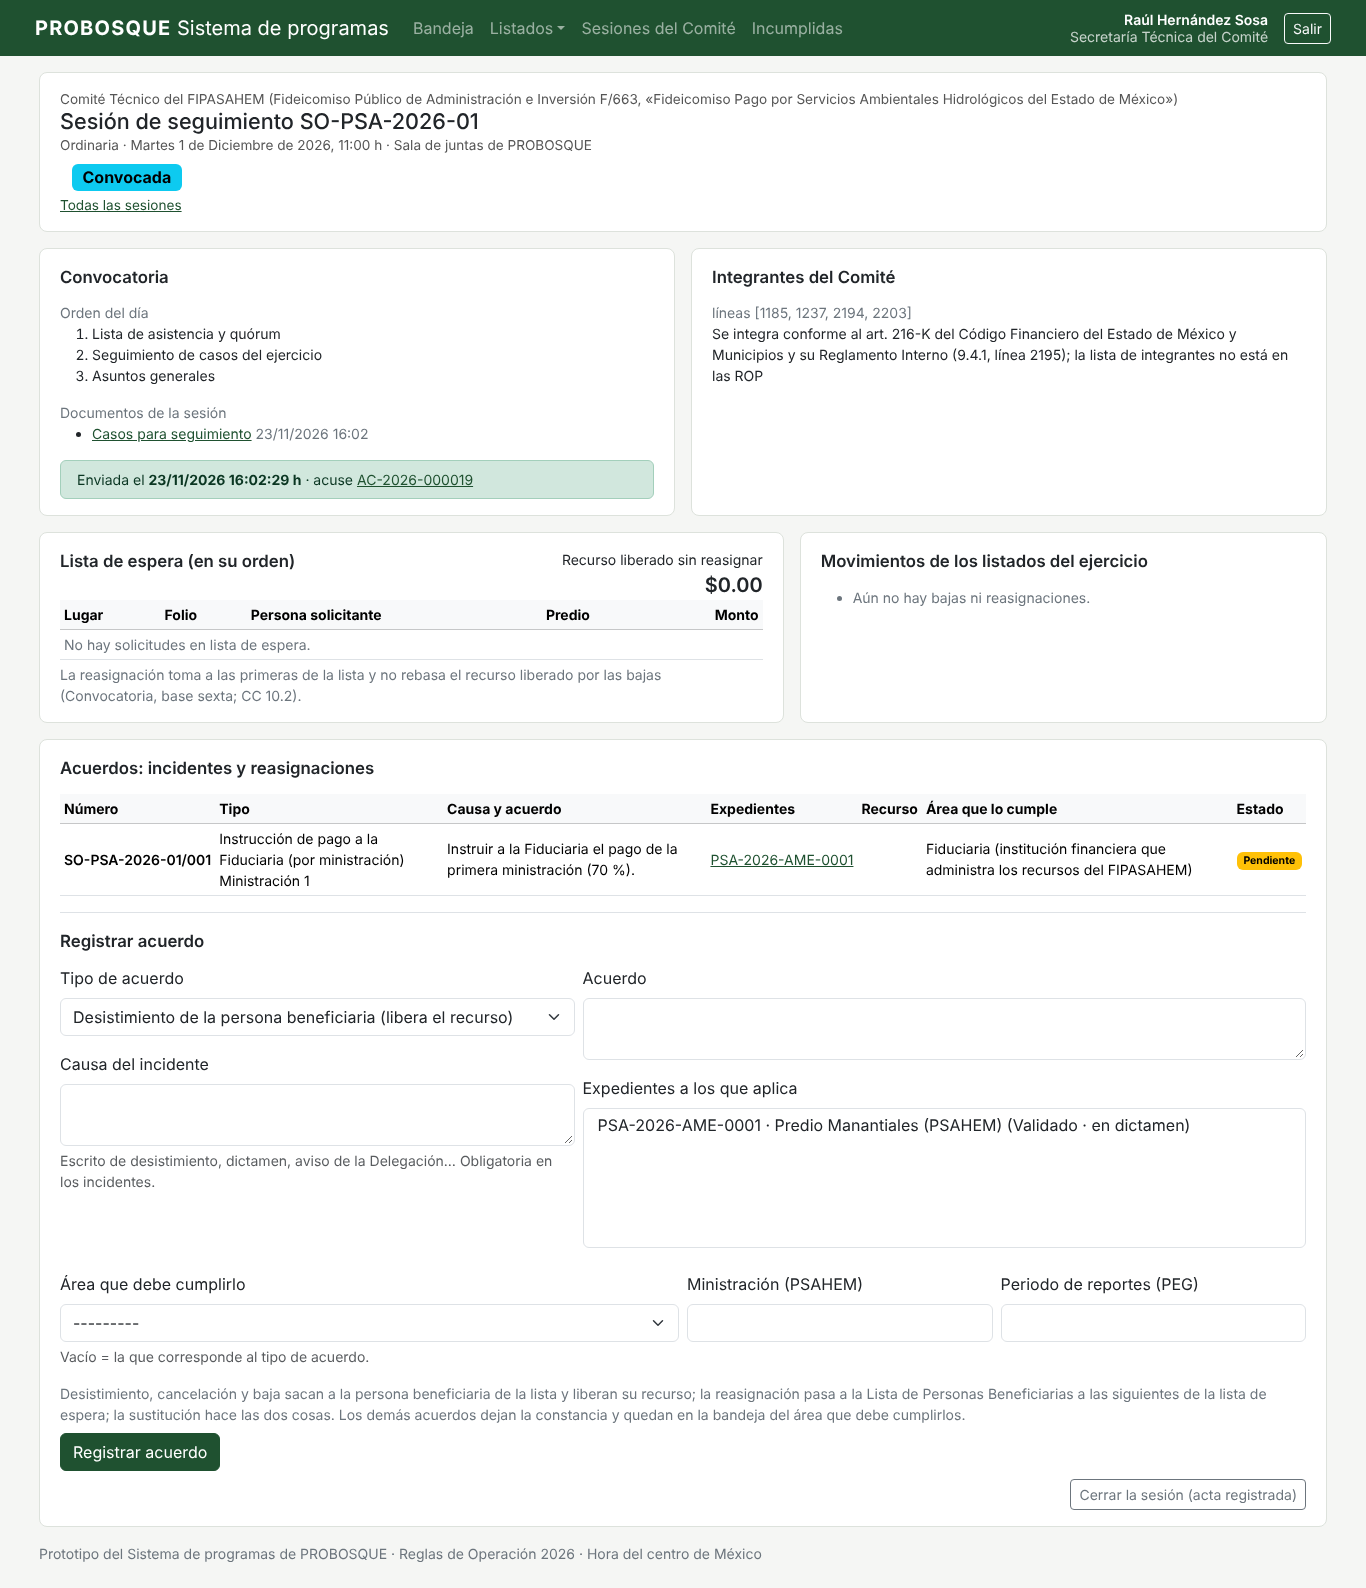 PROBOSQUE Sistema de programas
Bandeja
Listados
Sesiones del Comité
Incumplidas
Raúl Hernández Sosa
Secretaría Técnica del Comité
Salir
Comité Técnico del FIPASAHEM (Fideicomiso Público de Administración e Inversión F/663, «Fideicomiso Pago por Servicios Ambientales Hidrológicos del Estado de México»)
Sesión de seguimiento SO-PSA-2026-01
Ordinaria · Martes 1 de Diciembre de 2026, 11:00 h · Sala de juntas de PROBOSQUE
Convocada
Todas las sesiones
Convocatoria
Orden del día
1. Lista de asistencia y quórum
2. Seguimiento de casos del ejercicio
3. Asuntos generales
Documentos de la sesión
Casos para seguimiento 23/11/2026 16:02
Enviada el 23/11/2026 16:02:29 h · acuse AC-2026-000019
Integrantes del Comité
líneas [1185, 1237, 2194, 2203]
Se integra conforme al art. 216-K del Código Financiero del Estado de México y
Municipios y su Reglamento Interno (9.4.1, línea 2195); la lista de integrantes no está en
las ROP
Lista de espera (en su orden)
Recurso liberado sin reasignar
$0.00
Lugar Folio Persona solicitante Predio Monto
No hay solicitudes en lista de espera.
La reasignación toma a las primeras de la lista y no rebasa el recurso liberado por las bajas
(Convocatoria, base sexta; CC 10.2).
Movimientos de los listados del ejercicio
Aún no hay bajas ni reasignaciones.
Acuerdos: incidentes y reasignaciones
Número Tipo Causa y acuerdo Expedientes Recurso Área que lo cumple Estado
SO-PSA-2026-01/001
Instrucción de pago a la
Fiduciaria (por ministración)
Ministración 1
Instruir a la Fiduciaria el pago de la
primera ministración (70 %).
PSA-2026-AME-0001
Fiduciaria (institución financiera que
administra los recursos del FIPASAHEM)
Pendiente
Registrar acuerdo
Tipo de acuerdo
Desistimiento de la persona beneficiaria (libera el recurso)
Causa del incidente
Escrito de desistimiento, dictamen, aviso de la Delegación... Obligatoria en
los incidentes.
Acuerdo
Expedientes a los que aplica
PSA-2026-AME-0001 · Predio Manantiales (PSAHEM) (Validado · en dictamen)
Área que debe cumplirlo
---------
Vacío = la que corresponde al tipo de acuerdo.
Ministración (PSAHEM)
Periodo de reportes (PEG)
Desistimiento, cancelación y baja sacan a la persona beneficiaria de la lista y liberan su recurso; la reasignación pasa a la Lista de Personas Beneficiarias a las siguientes de la lista de
espera; la sustitución hace las dos cosas. Los demás acuerdos dejan la constancia y quedan en la bandeja del área que debe cumplirlos.
Registrar acuerdo
Cerrar la sesión (acta registrada)
Prototipo del Sistema de programas de PROBOSQUE · Reglas de Operación 2026 · Hora del centro de México